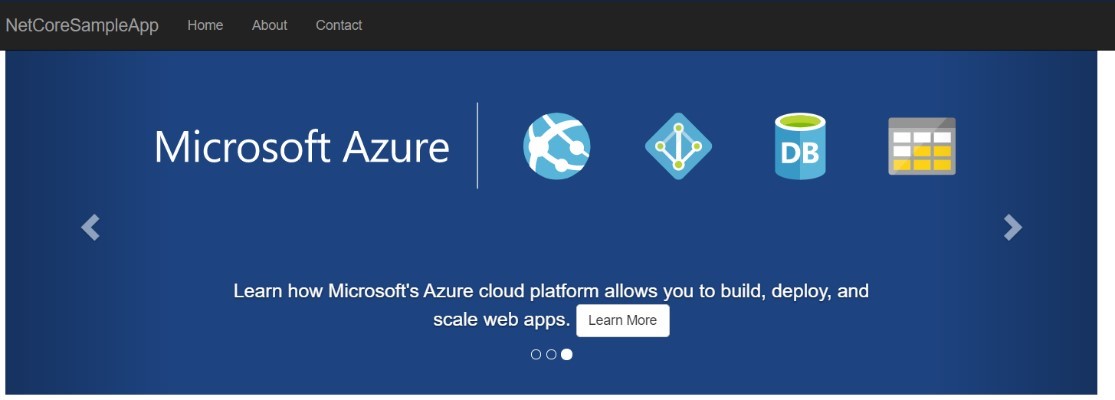 NetCoreSampleApp Home About Contact
Microsoft Azure DB
Learn how Microsoft's Azure cloud platform allows you to build, deploy, and
scale web apps. Learn More